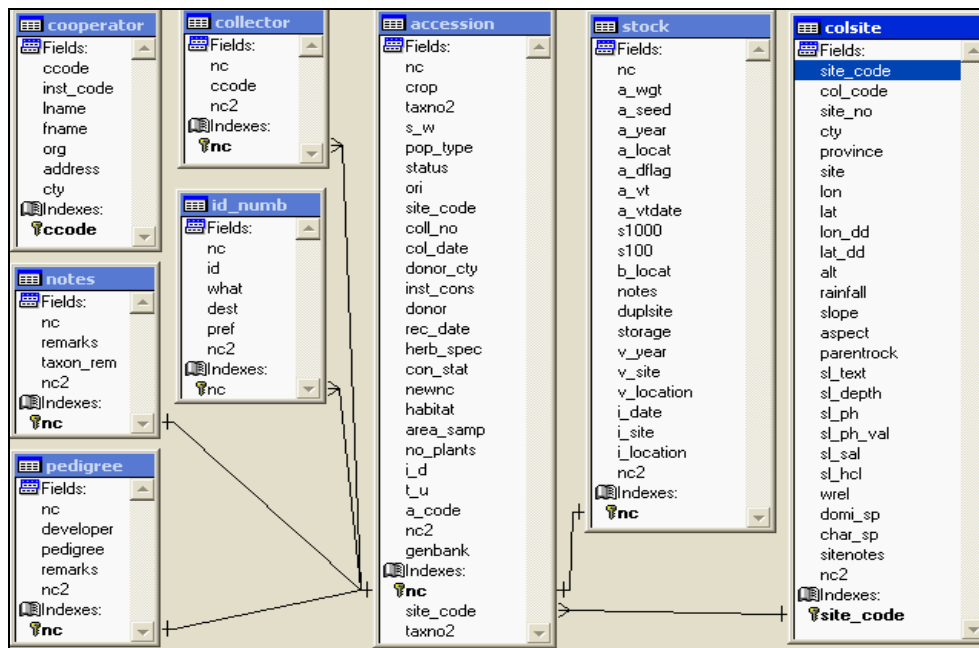 cooperator
Fields:
ccode
inst_code
lname
fname
org
address
cty
Indexes:
ccode
notes
Fields:
nc
remarks
taxon_rem
nc2
Indexes:
nc
pedigree
Fields:
nc
developer
pedigree
remarks
nc2
Indexes:
nc
collector
Fields:
nc
ccode
nc2
Indexes:
nc
id_numb
Fields:
nc
id
what
dest
pref
nc2
Indexes:
nc
accession
Fields:
nc
crop
taxno2
s_w
pop_type
status
ori
site_code
coll_no
col_date
donor_cty
inst_cons
donor
rec_date
herb_spec
con_stat
newnc
habitat
area_samp
no_plants
i_d
t_u
a_code
nc2
genbank
Indexes:
nc
site_code
taxno2
stock
Fields:
nc
a_wgt
a_seed
a_year
a_locat
a_dflag
a_vt
a_vtdate
s1000
s100
b_locat
notes
duplsite
storage
v_year
v_site
v_location
i_date
i_site
i_location
nc2
Indexes:
nc
colsite
Fields:
site_code
col_code
site_no
cty
province
site
lon
lat
lon_dd
lat_dd
alt
rainfall
slope
aspect
parentrock
sl_text
sl_depth
sl_ph
sl_ph_val
sl_sal
sl_hcl
wrel
domi_sp
char_sp
sitenotes
nc2
Indexes:
site_code